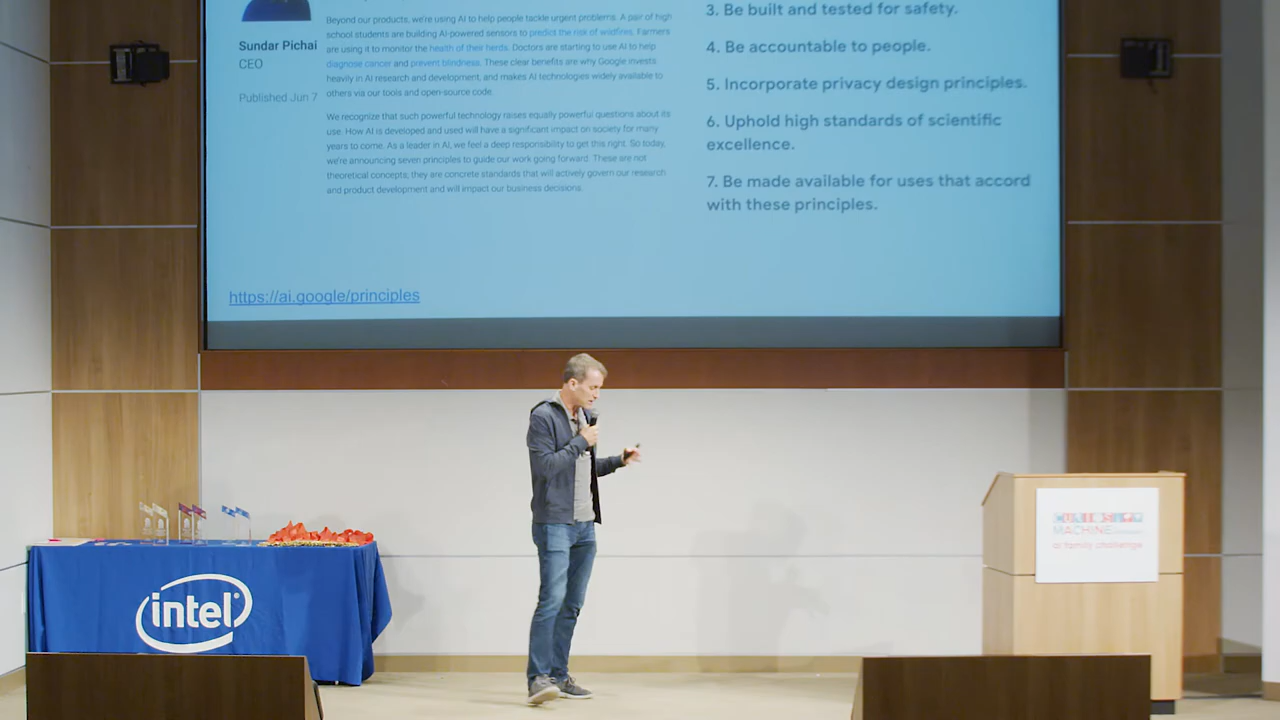 Sundar Pichai
CEO
Published Jun 7
Beyond our products, we're using AI to help people tackle urgent problems. A pair of high
school students are building AI-powered sensors to predict the risk of wildfires. Farmers
are using it to monitor the health of their herds. Doctors are starting to use AI to help
diagnose cancer and prevent blindness. These clear benefits are why Google invests
heavily in AI research and development, and makes AI technologies widely available to
others via our tools and open-source code.
We recognize that such powerful technology raises equally powerful questions about its
use. How AI is developed and used will have a significant impact on society for many
years to come. As a leader in AI, we feel a deep responsibility to get this right. So today,
we're announcing seven principles to guide our work going forward. These are not
theoretical concepts; they are concrete standards that will actively govern our research
and product development and will impact our business decisions.
3. Be built and tested for safety.
4. Be accountable to people.
5. Incorporate privacy design principles.
6. Uphold high standards of scientific
excellence.
7. Be made available for uses that accord
with these principles.
https://ai.google/principles
intel
CURIOSITY
MACHINE
ai family challenge